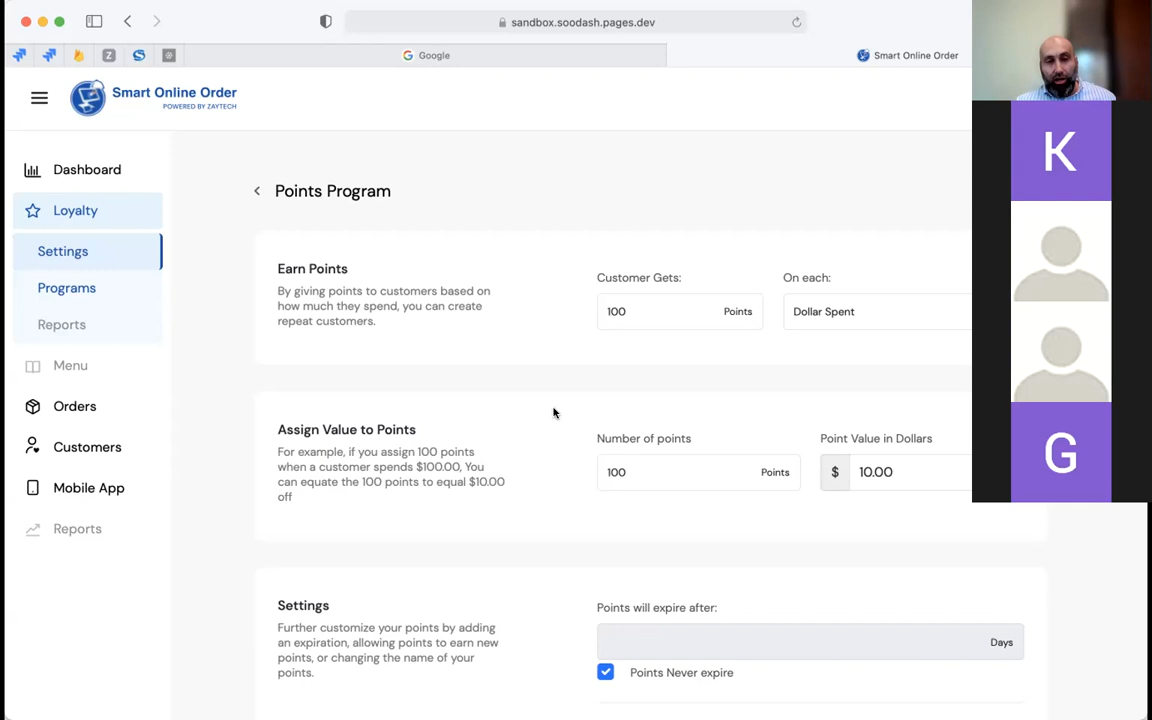 sandbox.soodash.pages.dev
Z
Google
Smart Online Order
Smart Online Order
POWERED BY ZAYTECH
Dashboard
Loyalty
Settings
Programs
Reports
Menu
Orders
Customers
Mobile App
Reports
Points Program
Earn Points
By giving points to customers based on
how much they spend, you can create
repeat customers.
Customer Gets:
100 Points
On each:
Dollar Spent
Assign Value to Points
For example, if you assign 100 points
when a customer spends $100.00, You
can equate the 100 points to equal $10.00
off
Number of points
100 Points
Point Value in Dollars
$ 10.00
Settings
Further customize your points by adding
an expiration, allowing points to earn new
points, or changing the name of your
points.
Points will expire after:
Days
Points Never expire
K
G